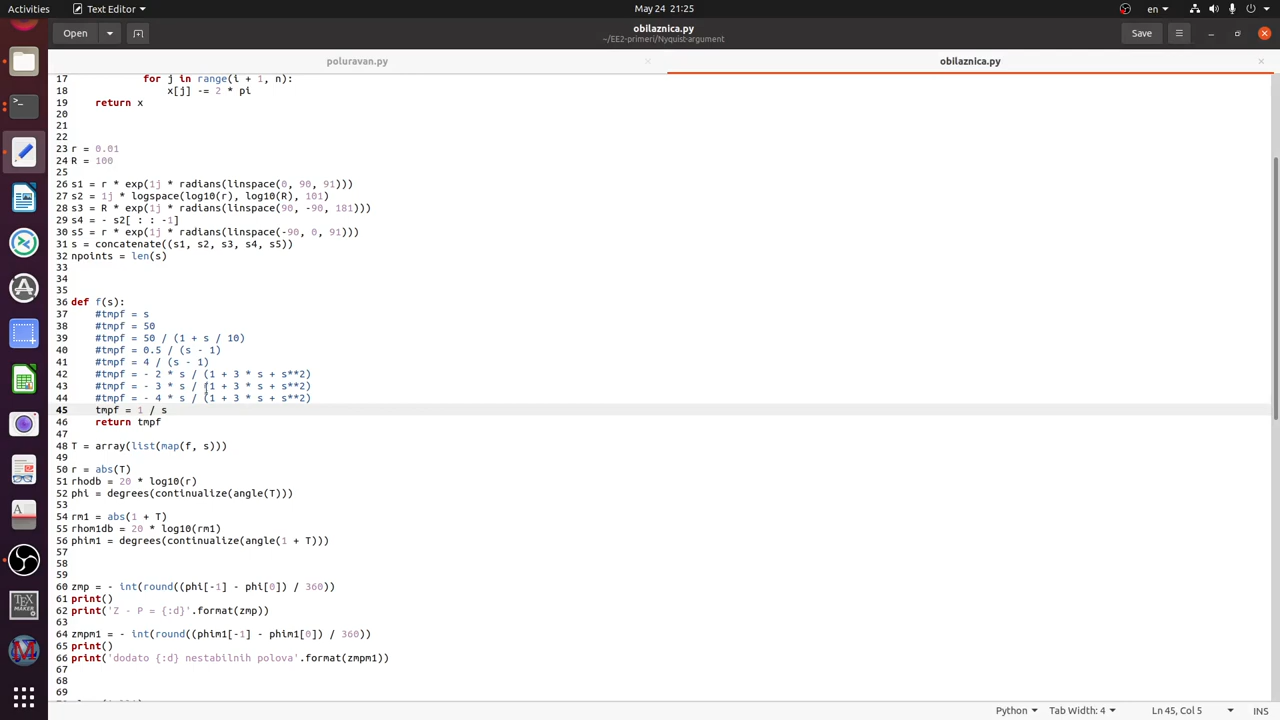 Activities
Text Editor
May 24 21:25
en
Open
obilaznica.py
~/EE2-primeri/Nyquist-argument
Save
poluravan.py
obilaznica.py
17 for j in range(i + 1, n):
18 x[j] -= 2 * pi
19 return x
20
21
22
23 r = 0.01
24 R = 100
25
26 s1 = r * exp(1j * radians(linspace(0, 90, 91)))
27 s2 = 1j * logspace(log10(r), log10(R), 101)
28 s3 = R * exp(1j * radians(linspace(90, -90, 181)))
29 s4 = - s2[ : : -1]
30 s5 = r * exp(1j * radians(linspace(-90, 0, 91)))
31 s = concatenate((s1, s2, s3, s4, s5))
32 npoints = len(s)
33
34
35
36 def f(s):
37 #tmpf = s
38 #tmpf = 50
39 #tmpf = 50 / (1 + s / 10)
40 #tmpf = 0.5 / (s - 1)
41 #tmpf = 4 / (s - 1)
42 #tmpf = - 2 * s / (1 + 3 * s + s**2)
43 #tmpf = - 3 * s / (1 + 3 * s + s**2)
44 #tmpf = - 4 * s / (1 + 3 * s + s**2)
45 tmpf = 1 / s
46 return tmpf
47
48 T = array(list(map(f, s)))
49
50 r = abs(T)
51 rhodb = 20 * log10(r)
52 phi = degrees(continualize(angle(T)))
53
54 rm1 = abs(1 + T)
55 rhom1db = 20 * log10(rm1)
56 phim1 = degrees(continualize(angle(1 + T)))
57
58
59
60 zmp = - int(round((phi[-1] - phi[0]) / 360))
61 print()
62 print('Z - P = {:d}'.format(zmp))
63
64 zmpm1 = - int(round((phim1[-1] - phim1[0]) / 360))
65 print()
66 print('dodato {:d} nestabilnih polova'.format(zmpm1))
67
68
69
Python
Tab Width: 4
Ln 45, Col 5
INS